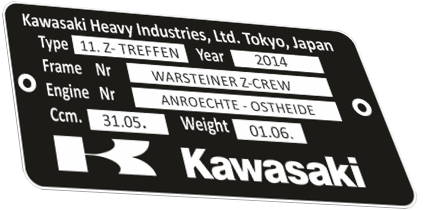 Kawasaki Heavy Industries, Ltd. Tokyo, Japan
Type 11. Z- TREFFEN Year 2014
Frame Nr WARSTEINER Z-CREW
Engine Nr ANROECHTE - OSTHEIDE
Ccm. 31.05. Weight 01.06.
Kawasaki